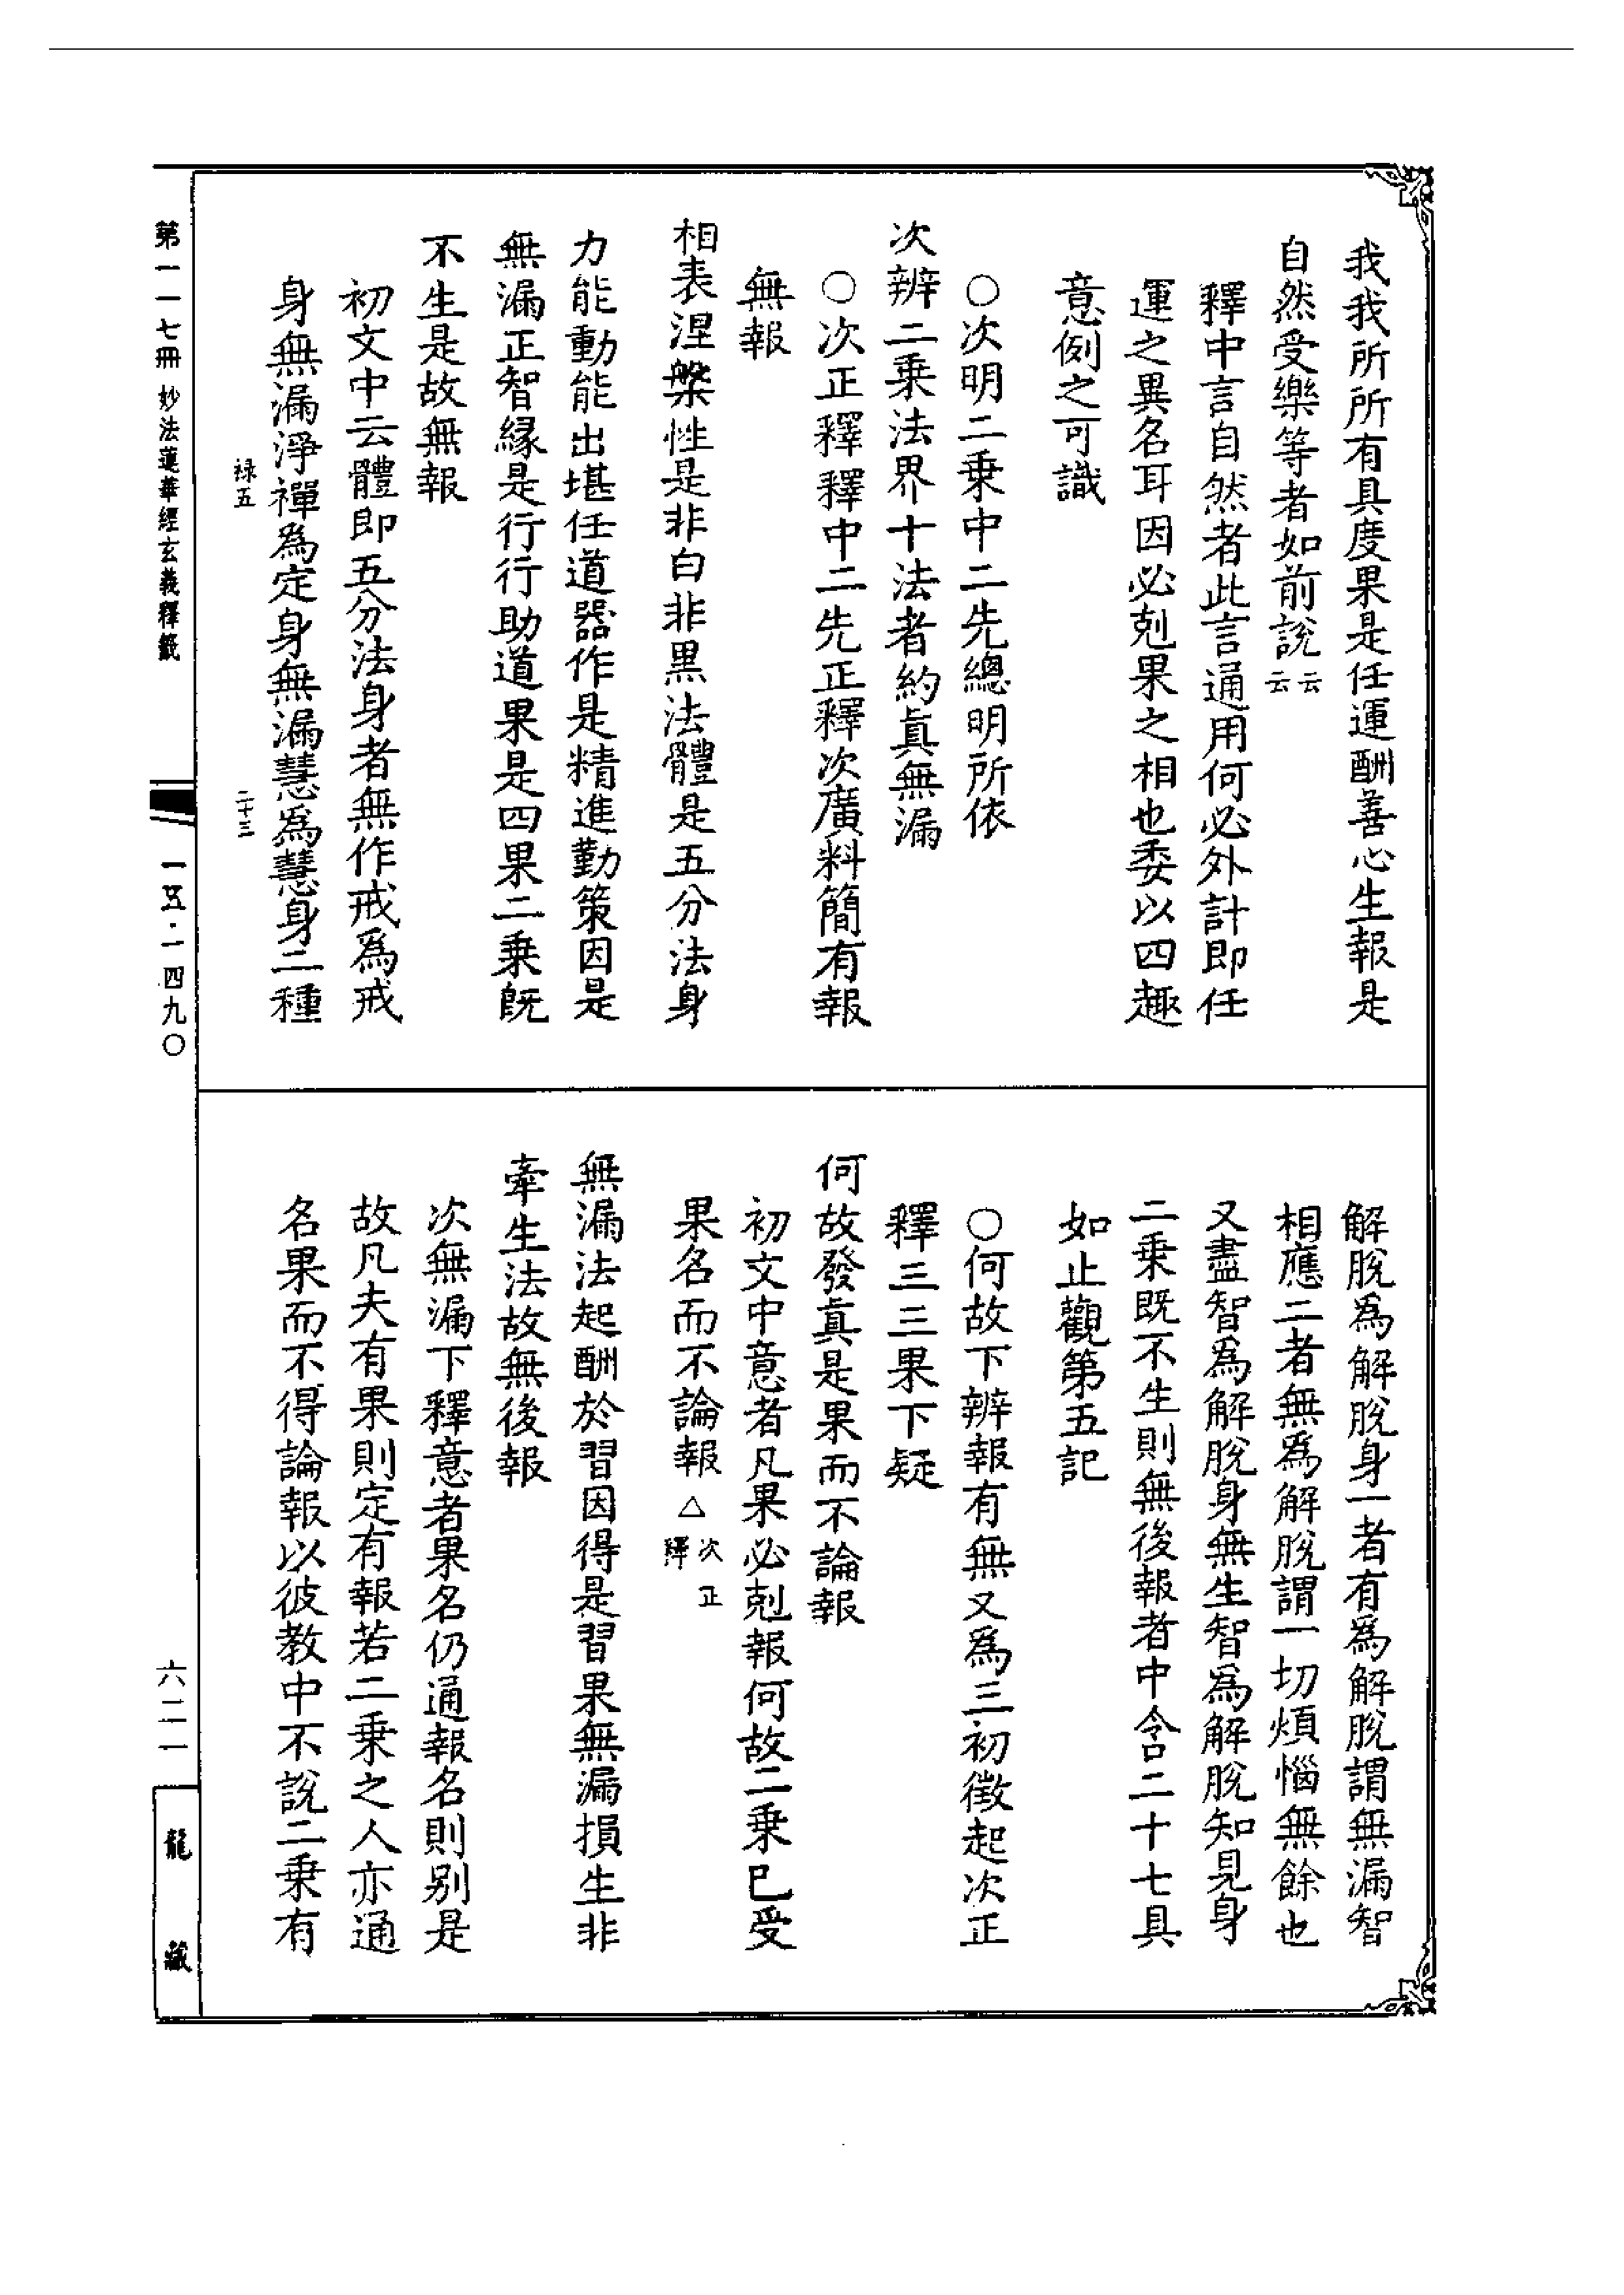 我我所所有具度果是任運酬善心生報是
自然受樂等者如前說云云
釋中言自然者此言通用何必外計即任
運之異名耳因必剋果之相也委以四趣
意例之可識
○次明二乘中二先總明所依
次辨二乘法界十法者約眞無漏
○次正釋釋中二先正釋次廣料簡有報
無報
相表涅槃性是非白非黑法體是五分法身
力能動能出堪任道器作是精進勤策因是
無漏正智緣是行行助道果是四果二乘既
不生是故無報
初文中云體即五分法身者無作戒爲戒
身無漏淨禪爲定身無漏慧爲慧身二種
祿五
二十三
解脫爲解脫身一者有爲解脫謂無漏智
相應二者無爲解脫謂一切煩惱無餘也
又盡智爲解脫身無生智爲解脫知見身
二乘既不生則無後報者中含二十七具
如止觀第五記
○何故下辨報有無又爲三初徵起次正
釋三三果下疑
何故發眞是果而不論報
初文中意者凡果必剋報何故二乘已受
果名而不論報△次正釋
無漏法起酬於習因得是習果無漏損生非
牽生法故無後報
次無漏下釋意者果名仍通報名則別是
故凡夫有果則定有報若二乘之人亦通
名果而不得論報以彼教中不說二乘有
第一一七冊 妙法蓮華經玄義釋籤
一五·一四九○
六二一
龍藏